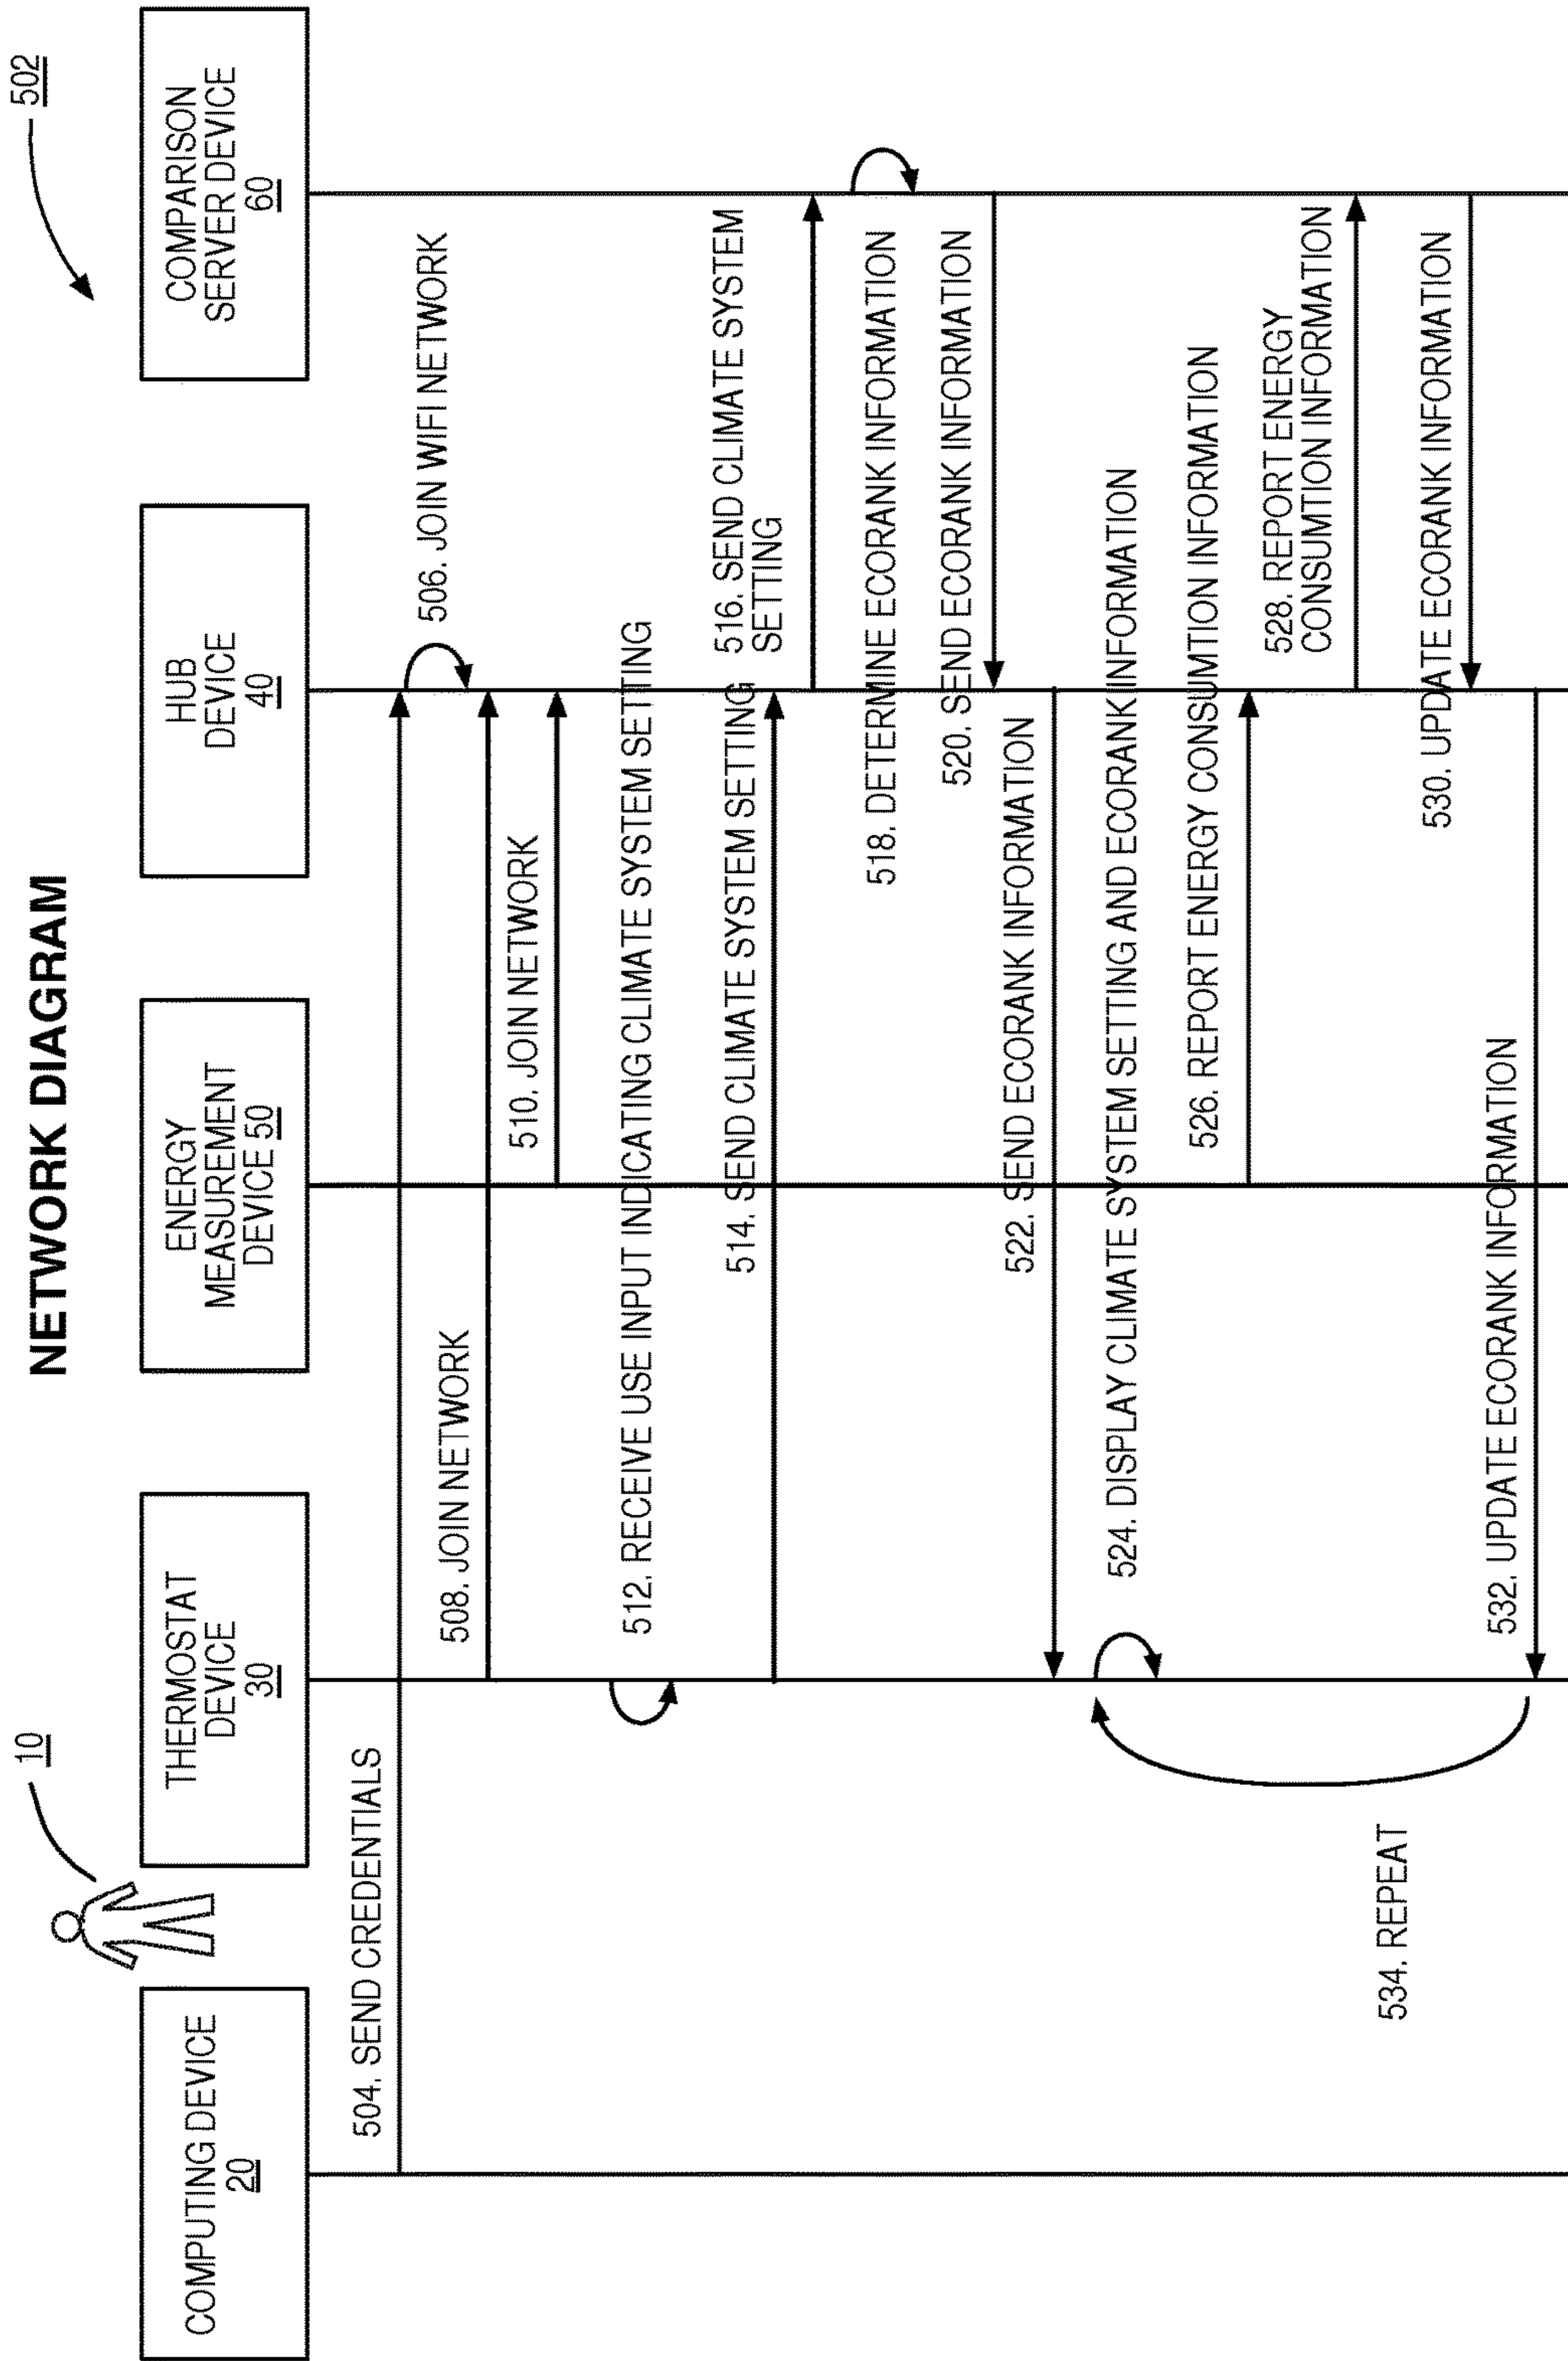 NETWORK DIAGRAM
502
10
COMPUTING DEVICE
20
THERMOSTAT
DEVICE
30
ENERGY
MEASUREMENT
DEVICE 50
HUB
DEVICE
40
COMPARISON
SERVER DEVICE
60
504. SEND CREDENTIALS
506. JOIN WIFI NETWORK
508. JOIN NETWORK
510. JOIN NETWORK
512. RECEIVE USE INPUT INDICATING CLIMATE SYSTEM SETTING
514. SEND CLIMATE SYSTEM SETTING
516. SEND CLIMATE SYSTEM
SETTING
518. DETERMINE ECORANK INFORMATION
520. SEND ECORANK INFORMATION
522. SEND ECORANK INFORMATION
524. DISPLAY CLIMATE SYSTEM SETTING AND ECORANK INFORMATION
526. REPORT ENERGY CONSUMTION INFORMATION
528. REPORT ENERGY
CONSUMTION INFORMATION
530. UPDATE ECORANK INFORMATION
532. UPDATE ECORANK INFORMATION
534. REPEAT